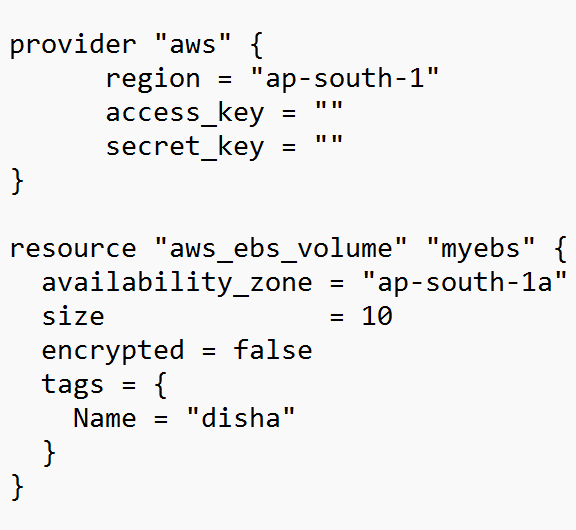 provider "aws" {
      region = "ap-south-1"
      access_key = ""
      secret_key = ""
}

resource "aws_ebs_volume" "myebs" {
  availability_zone = "ap-south-1a"
  size              = 10
  encrypted = false
  tags = {
    Name = "disha"
  }
}